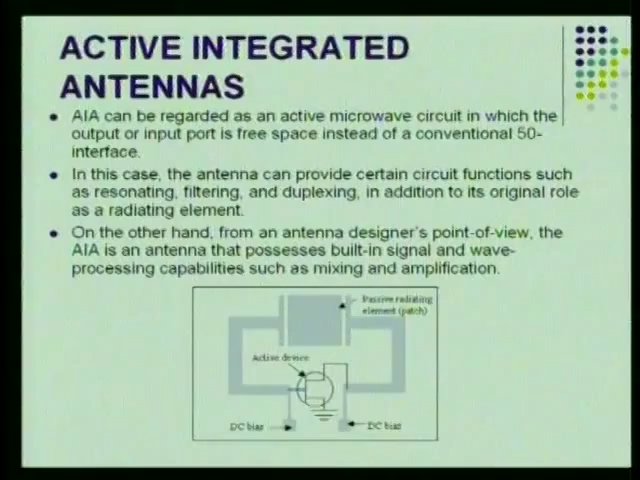 ACTIVE INTEGRATED
ANTENNAS
AIA can be regarded as an active microwave circuit in which the
output or input port is free space instead of a conventional 50-
interface.
In this case, the antenna can provide certain circuit functions such
as resonating, filtering, and duplexing, in addition to its original role
as a radiating element.
On the other hand, from an antenna designer's point-of-view, the
AIA is an antenna that possesses built-in signal and wave-
processing capabilities such as mixing and amplification.
Passive radiating
element (patch)
Active device
DC bias
DC bias